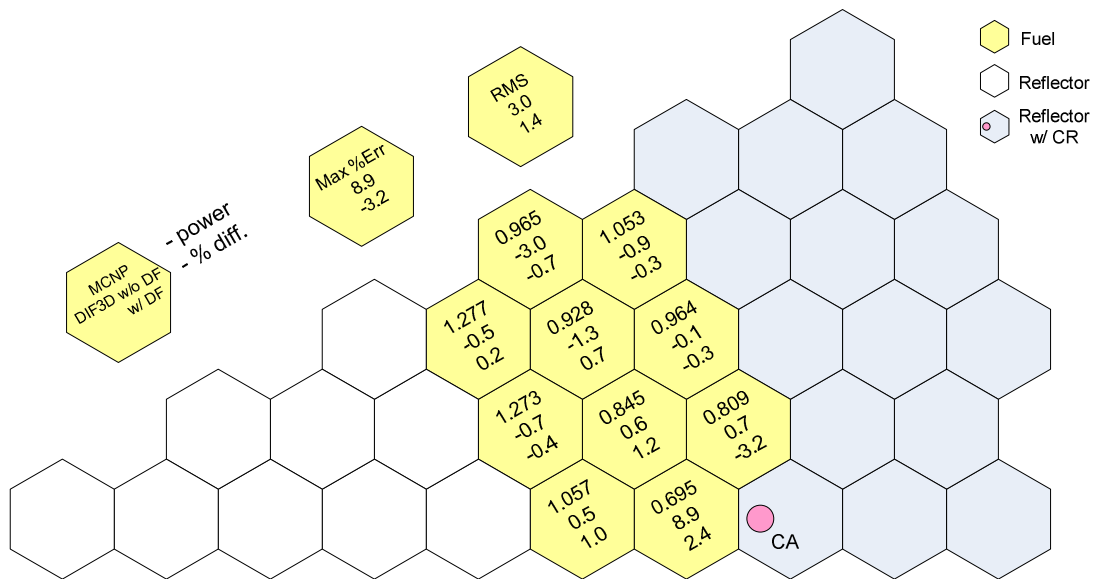 Fuel
Reflector
Reflector
w/ CR
RMS
3.0
1.4
Max %Err
8.9
-3.2
- power
- % diff.
MCNP
DIF3D w/o DF
w/ DF
0.965
-3.0
-0.7
1.053
-0.9
-0.3
1.277
-0.5
0.2
0.928
-1.3
0.7
0.964
-0.1
-0.3
1.273
-0.7
-0.4
0.845
0.6
1.2
0.809
0.7
-3.2
1.057
0.5
1.0
0.695
8.9
2.4
CA